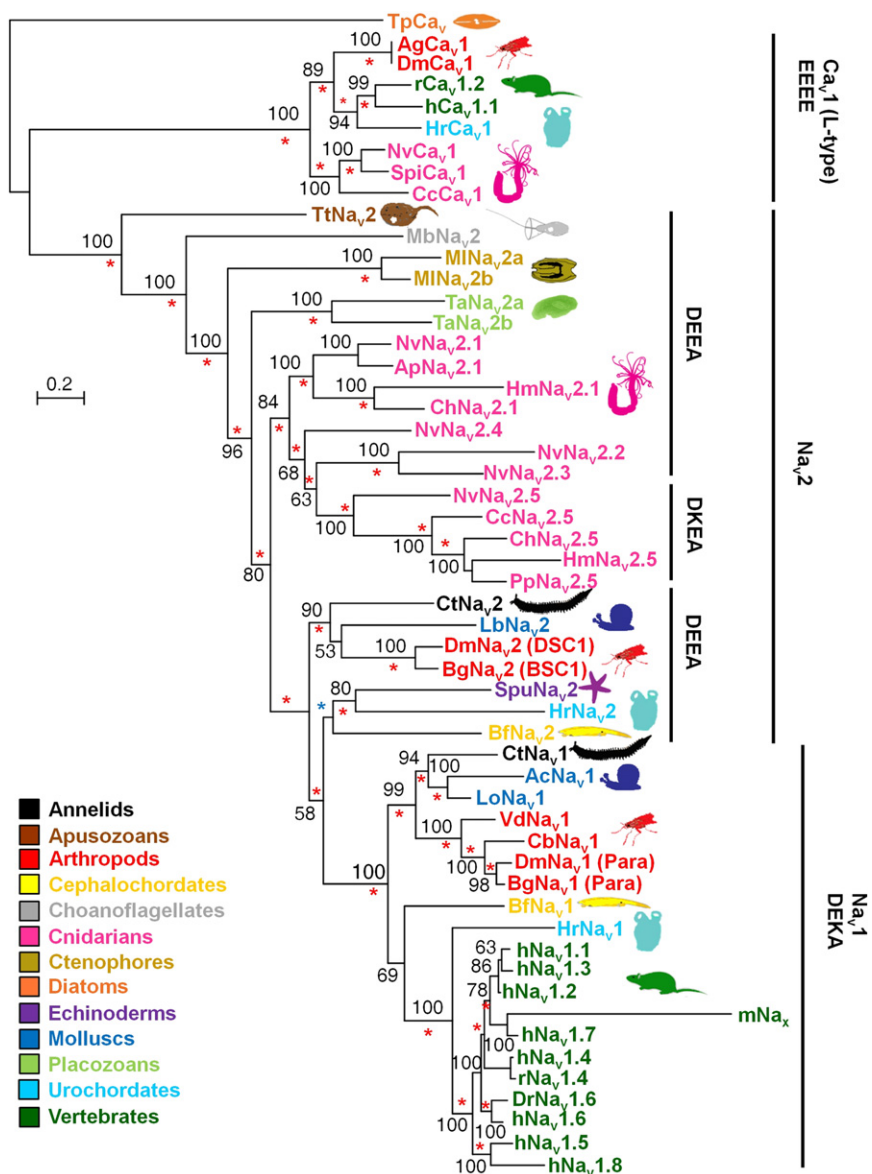 TpCaᵥ
100
AgCaᵥ1
DmCaᵥ1
89
99
rCaᵥ1.2
hCaᵥ1.1
94
HrCaᵥ1
100
100
NvCaᵥ1
SpiCaᵥ1
CcCaᵥ1
100
Caᵥ1 (L-type)
EEEE
TtNaᵥ2
100
MbNaᵥ2
100
MlNaᵥ2a
100
MlNaᵥ2b
TaNaᵥ2a
100
TaNaᵥ2b
NvNaᵥ2.1
100
ApNaᵥ2.1
100
HmNaᵥ2.1
100
ChNaᵥ2.1
84
NvNaᵥ2.4
96
NvNaᵥ2.2
100
NvNaᵥ2.3
68
63
DEEA
0.2
NvNaᵥ2.5
CcNaᵥ2.5
100
ChNaᵥ2.5
100
HmNaᵥ2.5
100
PpNaᵥ2.5
80
DKEA
Naᵥ2
CtNaᵥ2
90
LbNaᵥ2
53
DmNaᵥ2 (DSC1)
100
BgNaᵥ2 (BSC1)
80
SpuNaᵥ2
HrNaᵥ2
BfNaᵥ2
DEEA
*
58
CtNaᵥ1
94
100
AcNaᵥ1
LoNaᵥ1
99
VdNaᵥ1
100
CbNaᵥ1
100
DmNaᵥ1 (Para)
98
BgNaᵥ1 (Para)
100
BfNaᵥ1
HrNaᵥ1
69
63
hNaᵥ1.1
86
hNaᵥ1.3
78
hNaᵥ1.2
mNaₓ
100
hNaᵥ1.7
100
100
hNaᵥ1.4
rNaᵥ1.4
DrNaᵥ1.6
hNaᵥ1.6
100
hNaᵥ1.5
100
hNaᵥ1.8
Naᵥ1
DEKA
Annelids
Apusozoans
Arthropods
Cephalochordates
Choanoflagellates
Cnidarians
Ctenophores
Diatoms
Echinoderms
Molluscs
Placozoans
Urochordates
Vertebrates